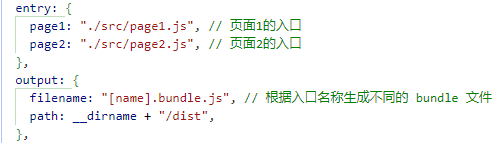 entry: {
page1: "./src/page1.js", // 页面1的入口
page2: "./src/page2.js", // 页面2的入口
},
output: {
filename: "[name].bundle.js", // 根据入口名称生成不同的 bundle 文件
path: __dirname + "/dist",
},